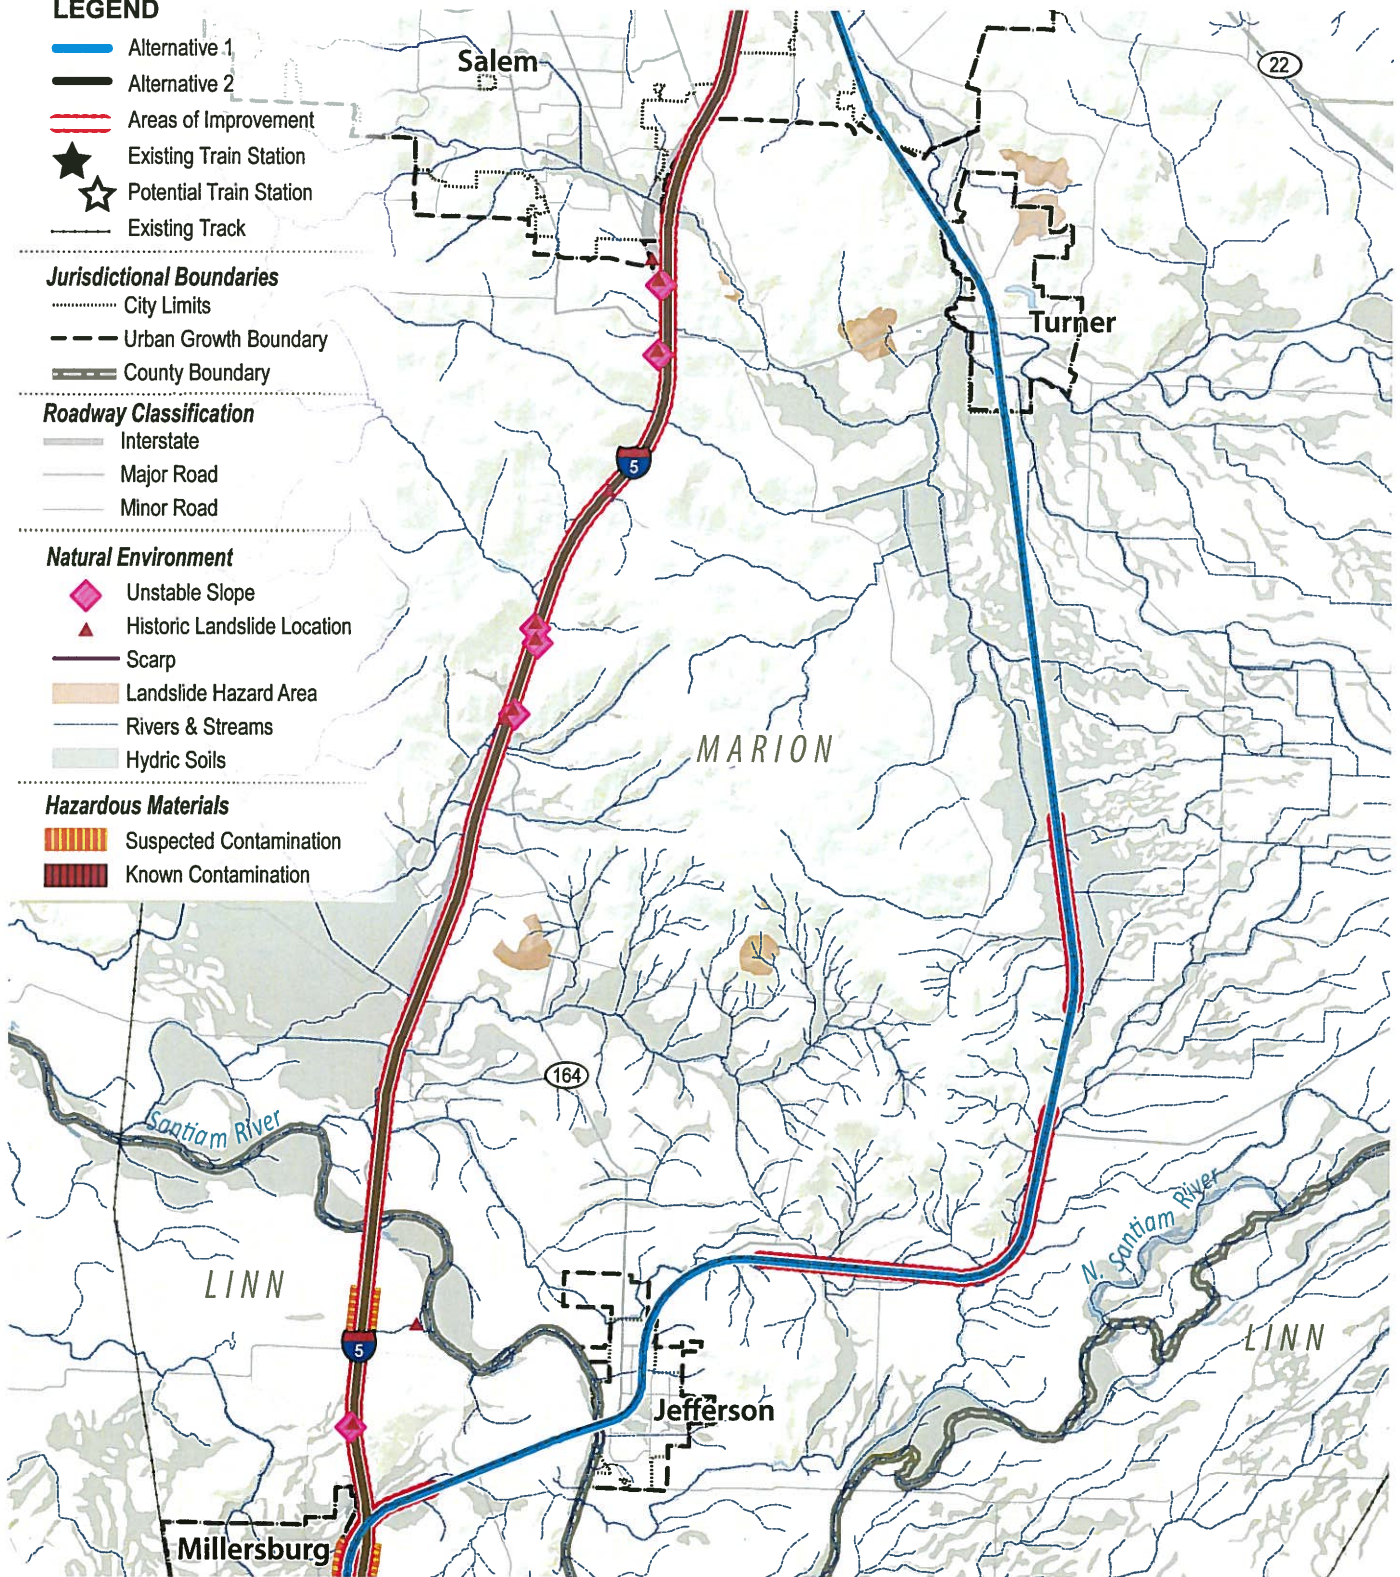 LEGEND
Alternative 1
Alternative 2
Areas of Improvement
Existing Train Station
Potential Train Station
Existing Track
Jurisdictional Boundaries
City Limits
Urban Growth Boundary
County Boundary
Roadway Classification
Interstate
Major Road
Minor Road
Natural Environment
Unstable Slope
Historic Landslide Location
Scarp
Landslide Hazard Area
Rivers & Streams
Hydric Soils
Hazardous Materials
Suspected Contamination
Known Contamination
Salem
22
Turner
5
MARION
164
Santiam River
N. Santiam River
LINN
LINN
5
Jefferson
Millersburg